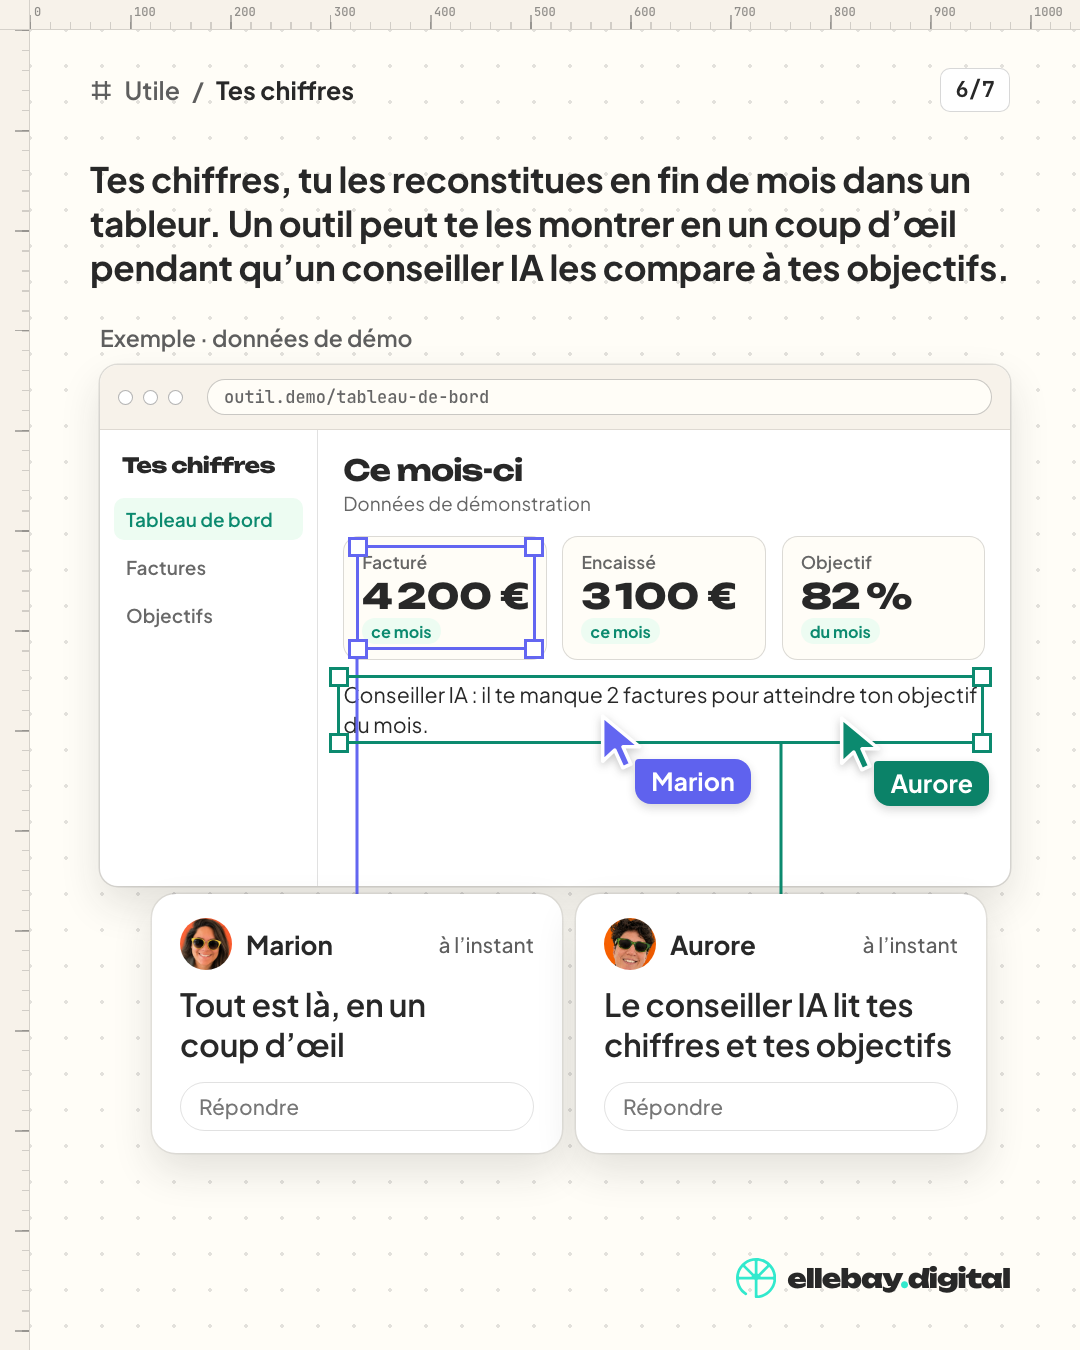 0 100 200 300 400 500 600 700 800 900 1000
Utile / Tes chiffres
6/7
Tes chiffres, tu les reconstitues en fin de mois dans un
tableur. Un outil peut te les montrer en un coup d’œil
pendant qu’un conseiller IA les compare à tes objectifs.
Exemple · données de démo
outil.demo/tableau-de-bord
Tes chiffres
Tableau de bord
Factures
Objectifs
Ce mois-ci
Données de démonstration
Facturé
4 200 €
ce mois
Encaissé
3 100 €
ce mois
Objectif
82 %
du mois
Conseiller IA : il te manque 2 factures pour atteindre ton objectif
du mois.
Marion
Aurore
Marion
à l’instant
Tout est là, en un
coup d’œil
Répondre
Aurore
à l’instant
Le conseiller IA lit tes
chiffres et tes objectifs
Répondre
ellebay.digital